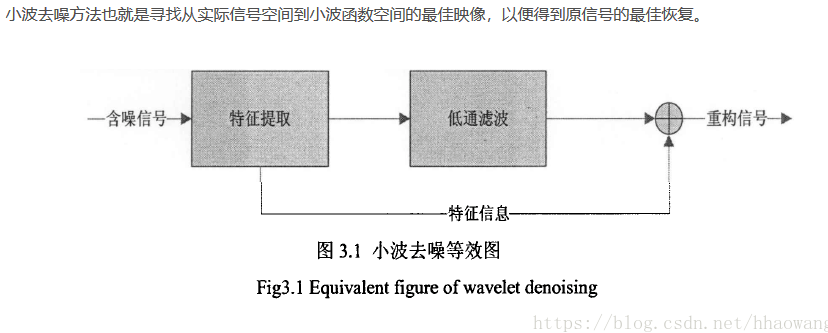 小波去噪方法也就是寻找从实际信号空间到小波函数空间的最佳映像，以便得到原信号的最佳恢复。
含噪信号
特征提取
低通滤波
重构信号
特征信息
图 3.1 小波去噪等效图
Fig3.1 Equivalent figure of wavelet denoising
https://blog.csdn.net/hhaowang